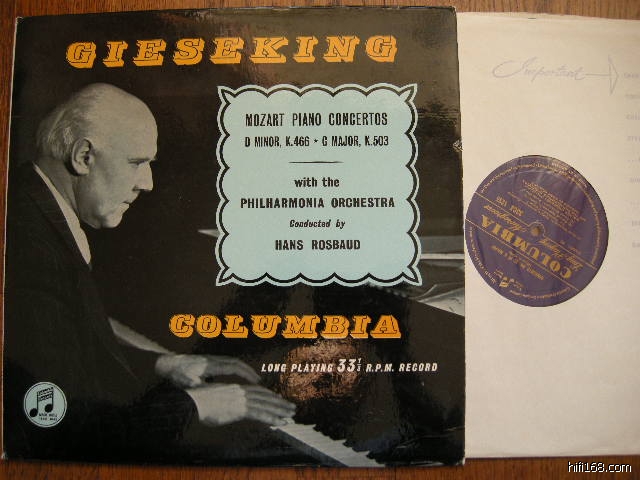 GIESEKING
MOZART PIANO CONCERTOS
D MINOR, K.466 * C MAJOR, K.503
with the
PHILHARMONIA ORCHESTRA
Conducted by
HANS ROSBAUD
COLUMBIA
LONG PLAYING 33⅓ R.P.M. RECORD
Important
COLUMBIA
hifi168.com